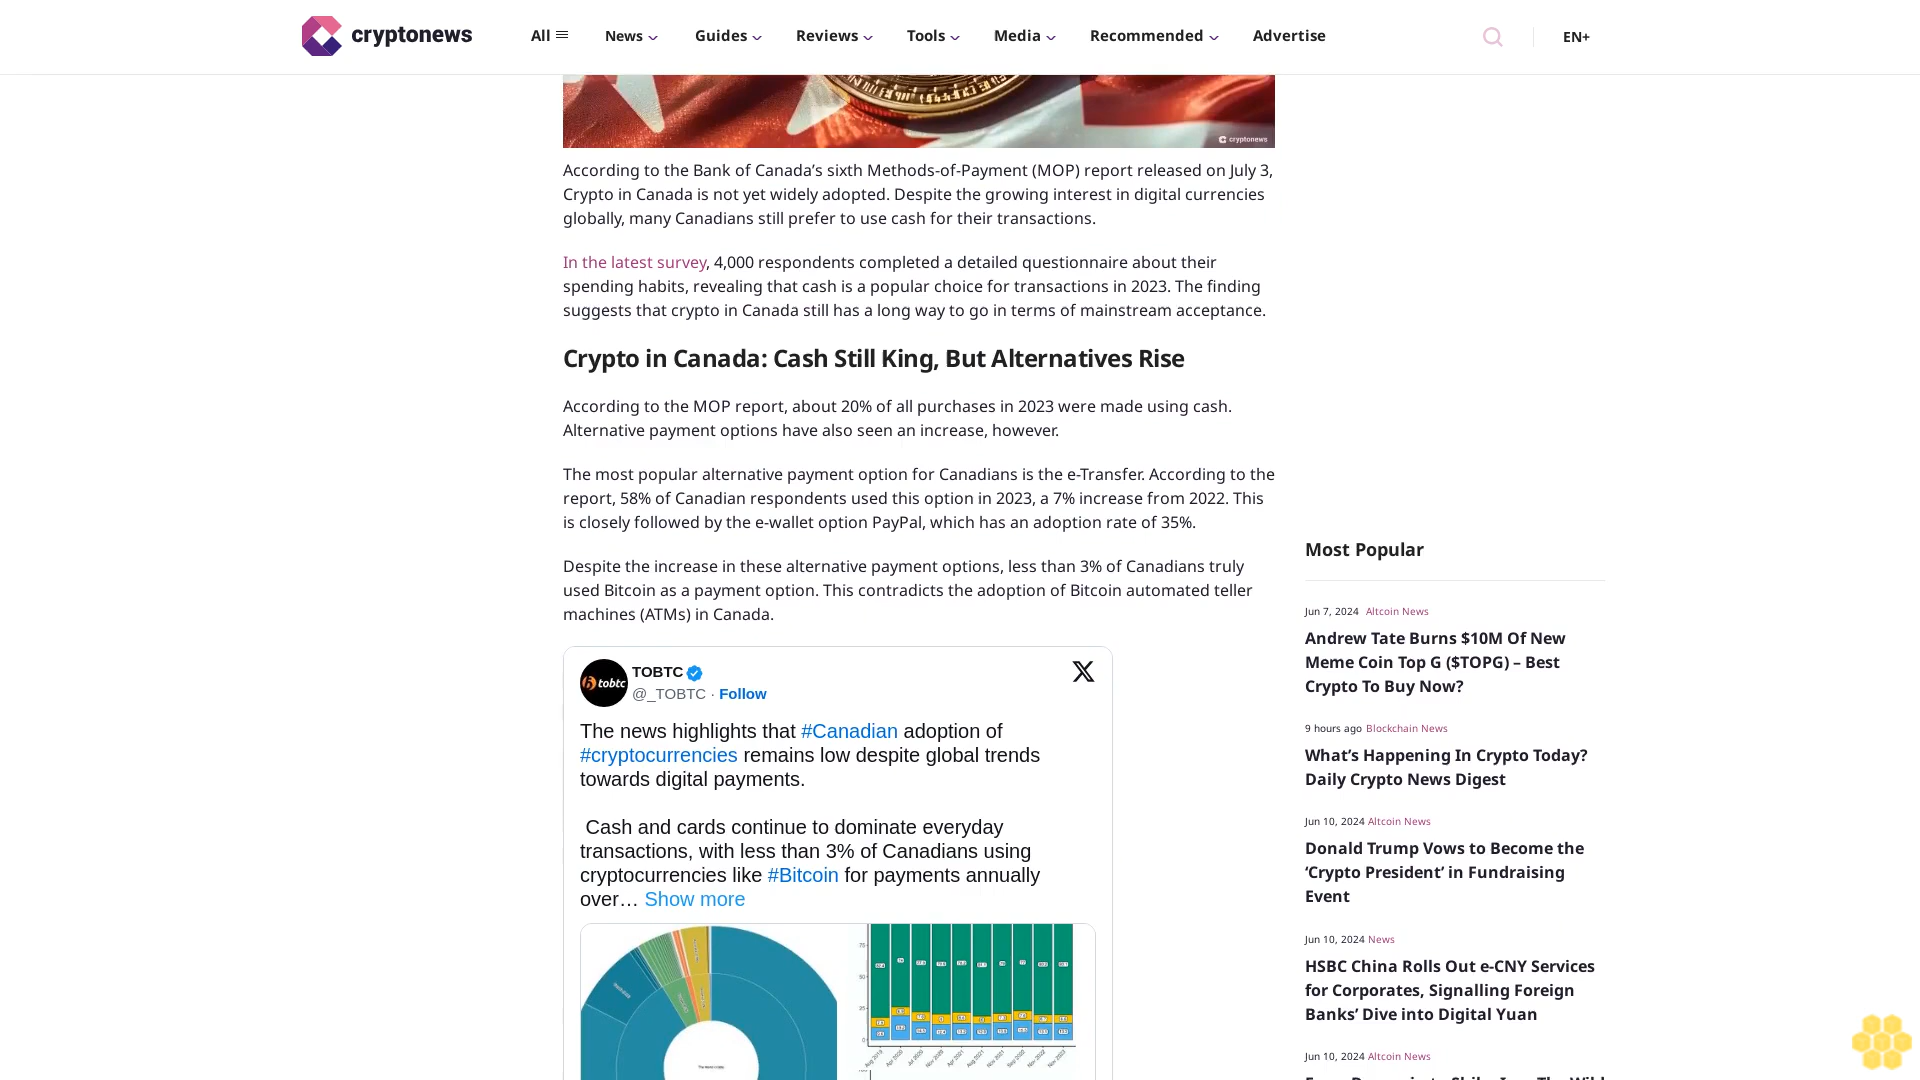 cryptonews All News Guides Reviews Tools Media Recommended Advertise EN+
cryptonews
According to the Bank of Canada’s sixth Methods-of-Payment (MOP) report released on July 3,
Crypto in Canada is not yet widely adopted. Despite the growing interest in digital currencies
globally, many Canadians still prefer to use cash for their transactions.
In the latest survey, 4,000 respondents completed a detailed questionnaire about their
spending habits, revealing that cash is a popular choice for transactions in 2023. The finding
suggests that crypto in Canada still has a long way to go in terms of mainstream acceptance.
Crypto in Canada: Cash Still King, But Alternatives Rise
According to the MOP report, about 20% of all purchases in 2023 were made using cash.
Alternative payment options have also seen an increase, however.
The most popular alternative payment option for Canadians is the e-Transfer. According to the
report, 58% of Canadian respondents used this option in 2023, a 7% increase from 2022. This
is closely followed by the e-wallet option PayPal, which has an adoption rate of 35%.
Despite the increase in these alternative payment options, less than 3% of Canadians truly
used Bitcoin as a payment option. This contradicts the adoption of Bitcoin automated teller
machines (ATMs) in Canada.
tobtc
TOBTC
@_TOBTC · Follow
The news highlights that #Canadian adoption of
#cryptocurrencies remains low despite global trends
towards digital payments.
Cash and cards continue to dominate everyday
transactions, with less than 3% of Canadians using
cryptocurrencies like #Bitcoin for payments annually
over… Show more
75
50
25
0
Most Popular
Jun 7, 2024 Altcoin News
Andrew Tate Burns $10M Of New
Meme Coin Top G ($TOPG) – Best
Crypto To Buy Now?
9 hours ago Blockchain News
What’s Happening In Crypto Today?
Daily Crypto News Digest
Jun 10, 2024 Altcoin News
Donald Trump Vows to Become the
‘Crypto President’ in Fundraising
Event
Jun 10, 2024 News
HSBC China Rolls Out e-CNY Services
for Corporates, Signalling Foreign
Banks’ Dive into Digital Yuan
Jun 10, 2024 Altcoin News